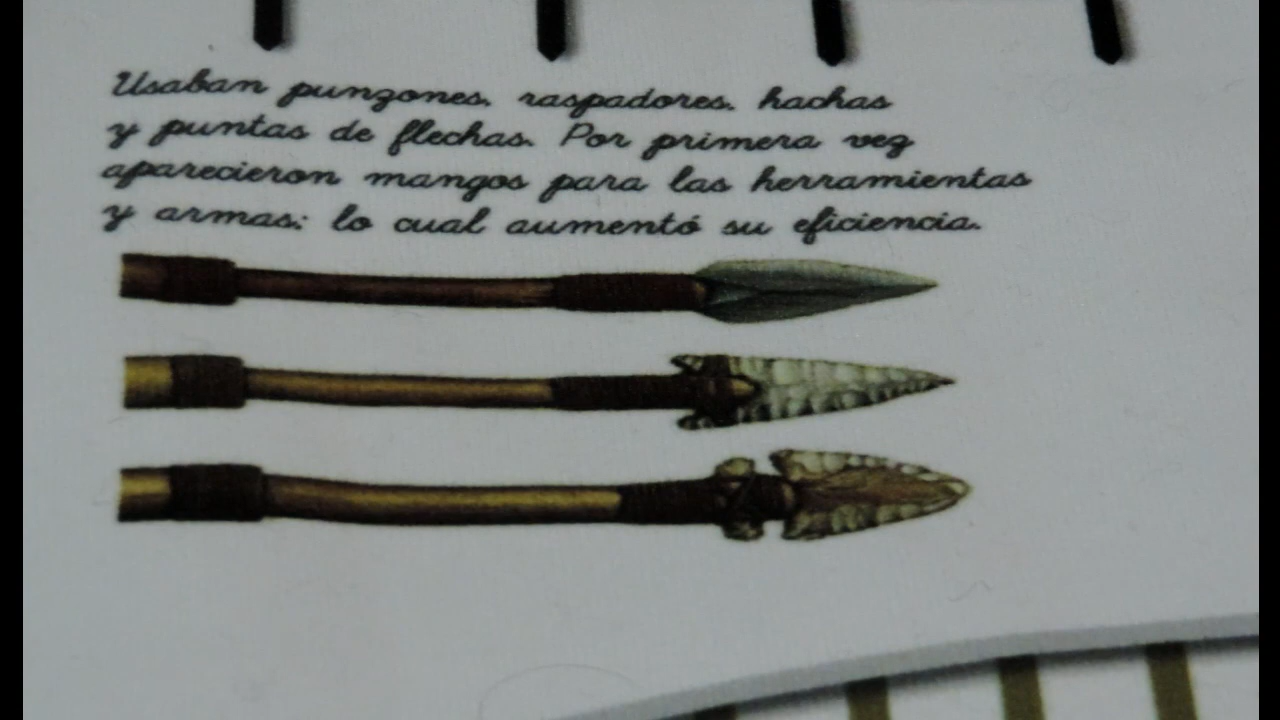 Usaban punzones, raspadores, hachas
y puntas de flechas. Por primera vez
aparecieron mangos para las herramientas
y armas; lo cual aumentó su eficiencia.